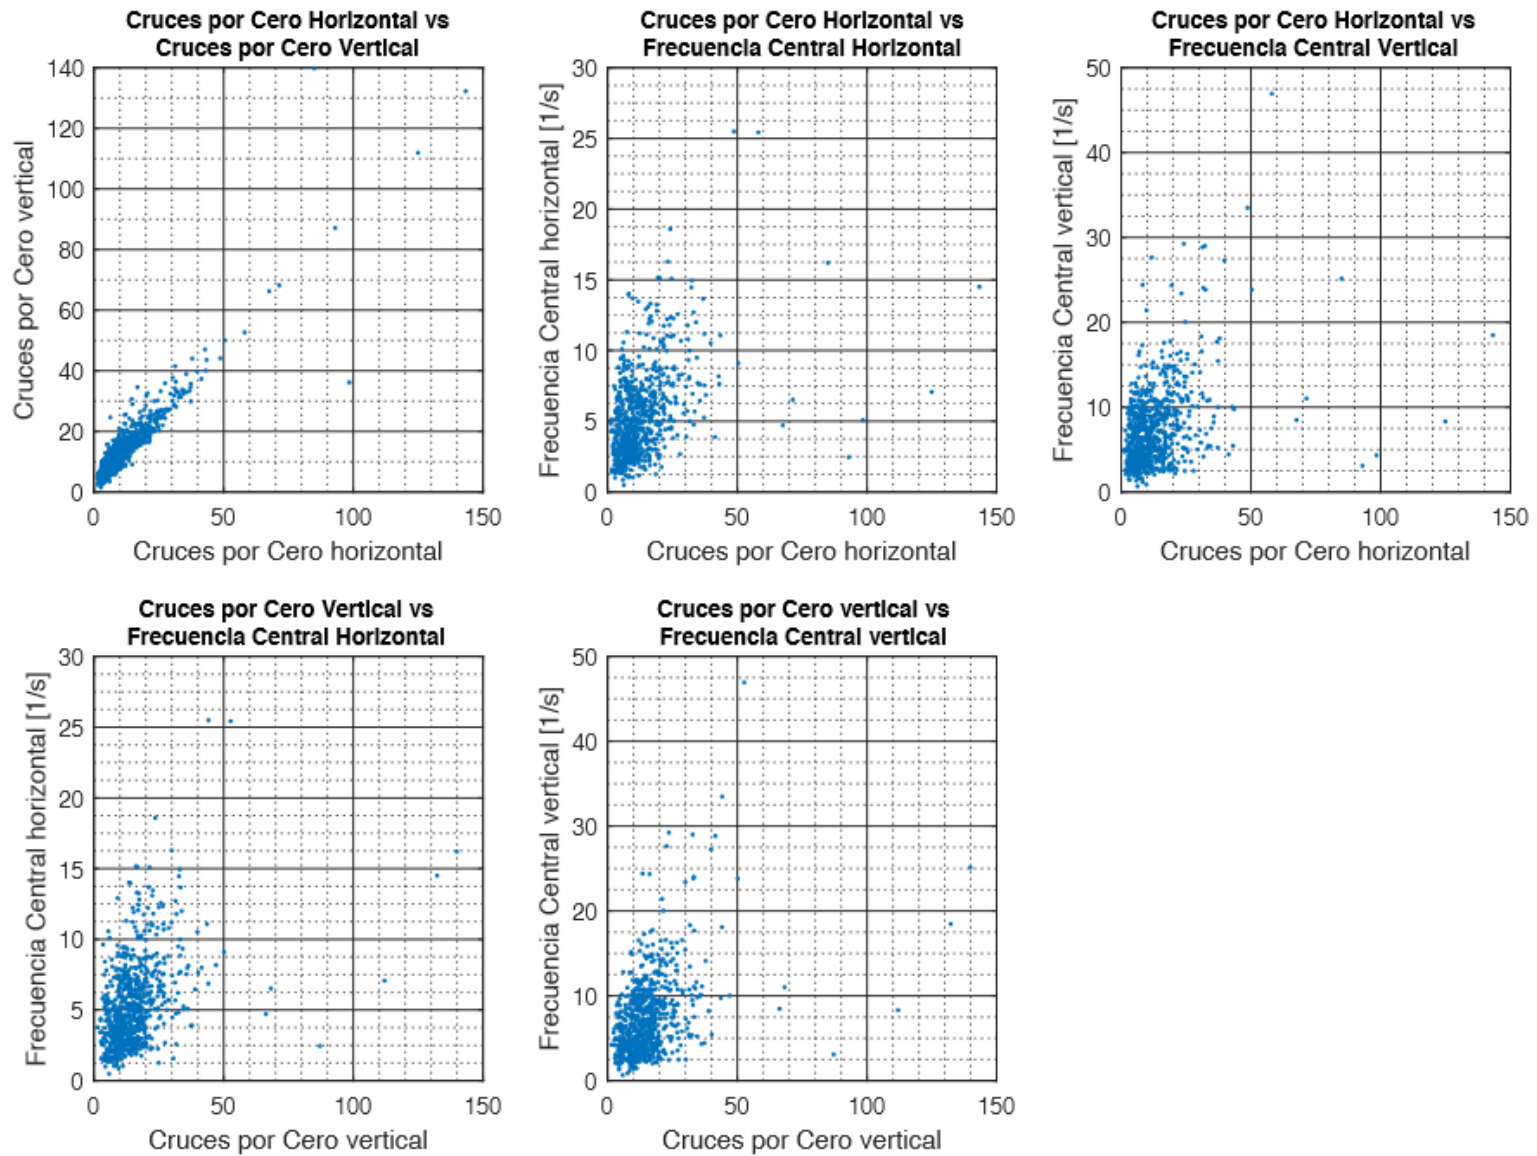 Cruces por Cero Horizontal vs
Cruces por Cero Vertical
140
120
100
80
60
40
20
0
0 50 100 150
Cruces por Cero vertical
Cruces por Cero horizontal
Cruces por Cero Horizontal vs
Frecuencia Central Horizontal
30
25
20
15
10
5
0
0 50 100 150
Frecuencia Central horizontal [1/s]
Cruces por Cero horizontal
Cruces por Cero Horizontal vs
Frecuencia Central Vertical
50
40
30
20
10
0
0 50 100 150
Frecuencia Central vertical [1/s]
Cruces por Cero horizontal
Cruces por Cero Vertical vs
Frecuencia Central Horizontal
30
25
20
15
10
5
0
0 50 100 150
Frecuencia Central horizontal [1/s]
Cruces por Cero vertical
Cruces por Cero vertical vs
Frecuencia Central vertical
50
40
30
20
10
0
0 50 100 150
Frecuencia Central vertical [1/s]
Cruces por Cero vertical